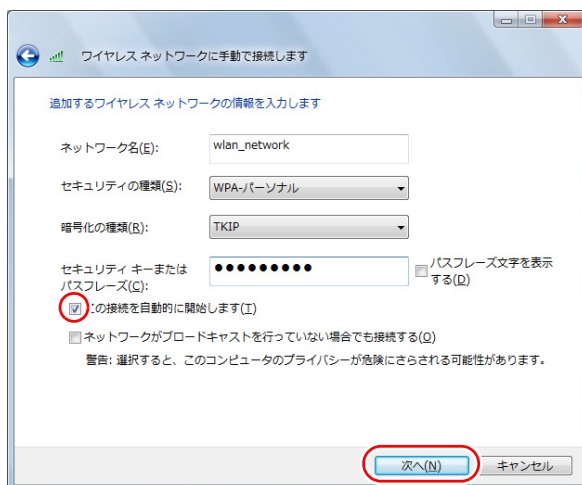 ワイヤレス ネットワークに手動で接続します
追加するワイヤレス ネットワークの情報を入力します
ネットワーク名(E):
wlan_network
セキュリティの種類(S):
WPA-パーソナル
暗号化の種類(R):
TKIP
セキュリティ キーまたは
パスフレーズ(C):
●●●●●●●●●
パスフレーズ文字を表示
する(D)
この接続を自動的に開始します(T)
ネットワークがブロードキャストを行っていない場合でも接続する(O)
警告: 選択すると、このコンピュータのプライバシーが危険にさらされる可能性があります。
次へ(N)
キャンセル